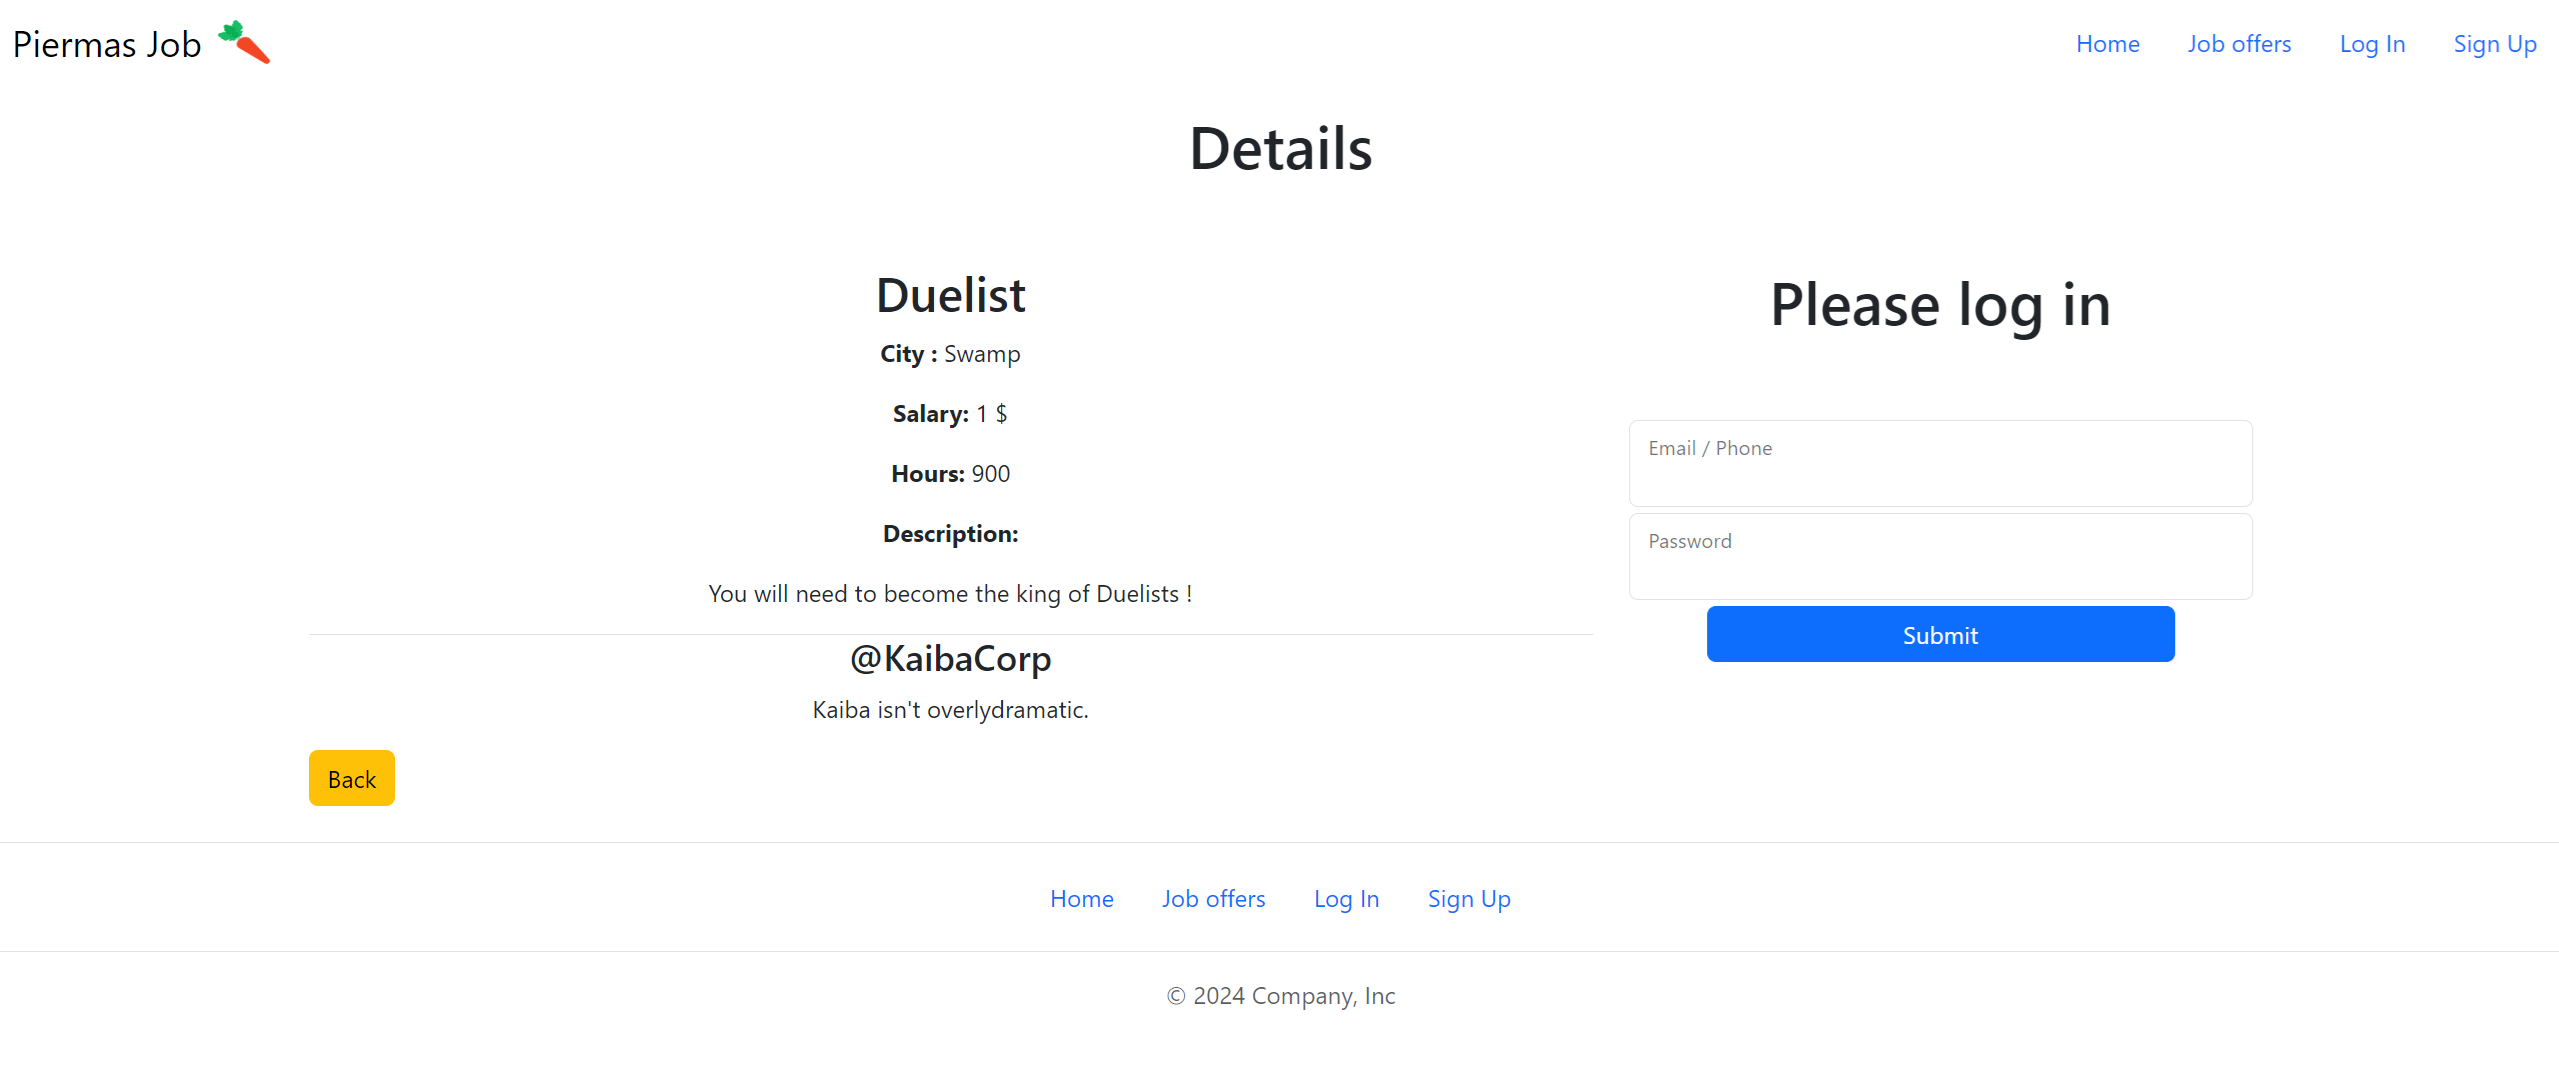 Piermas Job
Home Job offers Log In Sign Up
Details
Duelist
City : Swamp
Salary: 1 $
Hours: 900
Description:
You will need to become the king of Duelists !
@KaibaCorp
Kaiba isn't overlydramatic.
Back
Please log in
Email / Phone
Password
Submit
Home Job offers Log In Sign Up
© 2024 Company, Inc